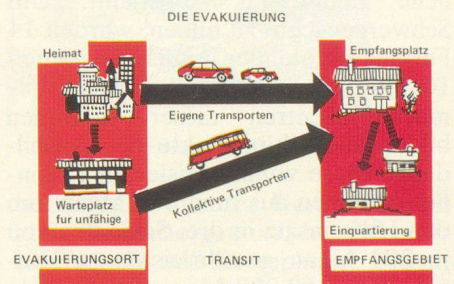 DIE EVAKUIERUNG
Heimat
Empfangsplatz
Eigene Transporten
Kollektive Transporten
Warteplatz
fur unfähige
Einquartierung
EVAKUIERUNGSORT
TRANSIT
EMPFANGSGEBIET